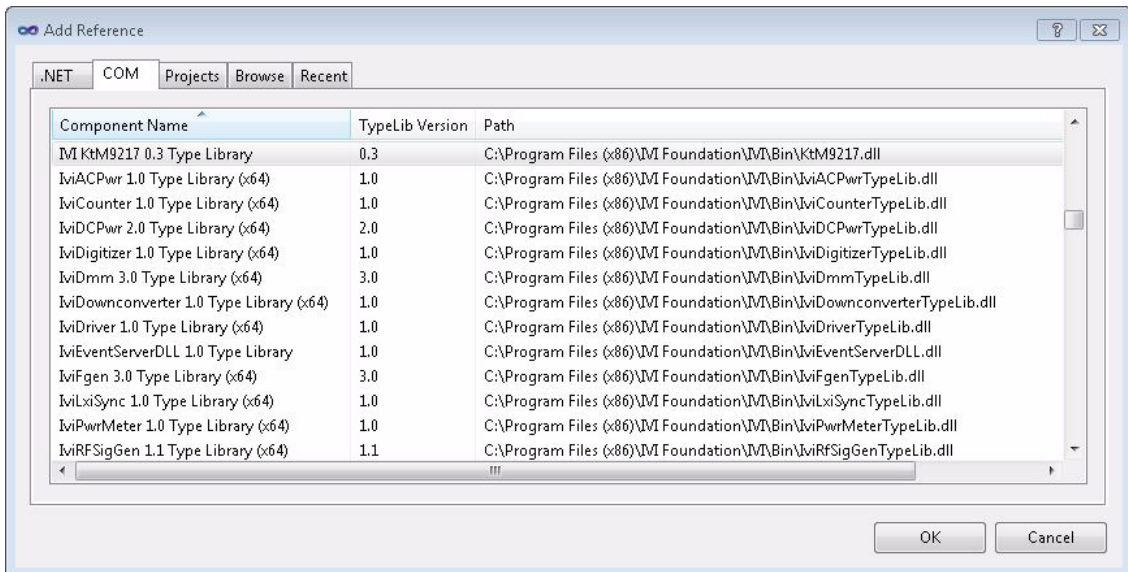 Add Reference
.NET COM Projects Browse Recent
Component Name TypeLib Version Path
IVI KtM9217 0.3 Type Library 0.3 C:\Program Files (x86)\IVI Foundation\IVI\Bin\KtM9217.dll
IviACPwr 1.0 Type Library (x64) 1.0 C:\Program Files (x86)\IVI Foundation\IVI\Bin\IviACPwrTypeLib.dll
IviCounter 1.0 Type Library (x64) 1.0 C:\Program Files (x86)\IVI Foundation\IVI\Bin\IviCounterTypeLib.dll
IviDCPwr 2.0 Type Library (x64) 2.0 C:\Program Files (x86)\IVI Foundation\IVI\Bin\IviDCPwrTypeLib.dll
IviDigitizer 1.0 Type Library (x64) 1.0 C:\Program Files (x86)\IVI Foundation\IVI\Bin\IviDigitizerTypeLib.dll
IviDmm 3.0 Type Library (x64) 3.0 C:\Program Files (x86)\IVI Foundation\IVI\Bin\IviDmmTypeLib.dll
IviDownconverter 1.0 Type Library (x64) 1.0 C:\Program Files (x86)\IVI Foundation\IVI\Bin\IviDownconverterTypeLib.dll
IviDriver 1.0 Type Library (x64) 1.0 C:\Program Files (x86)\IVI Foundation\IVI\Bin\IviDriverTypeLib.dll
IviEventServerDLL 1.0 Type Library 1.0 C:\Program Files (x86)\IVI Foundation\IVI\Bin\IviEventServerDLL.dll
IviFgen 3.0 Type Library (x64) 3.0 C:\Program Files (x86)\IVI Foundation\IVI\Bin\IviFgenTypeLib.dll
IviLxiSync 1.0 Type Library (x64) 1.0 C:\Program Files (x86)\IVI Foundation\IVI\Bin\IviLxiSyncTypeLib.dll
IviPwrMeter 1.0 Type Library (x64) 1.0 C:\Program Files (x86)\IVI Foundation\IVI\Bin\IviPwrMeterTypeLib.dll
IviRFSigGen 1.1 Type Library (x64) 1.1 C:\Program Files (x86)\IVI Foundation\IVI\Bin\IviRfSigGenTypeLib.dll
OK Cancel